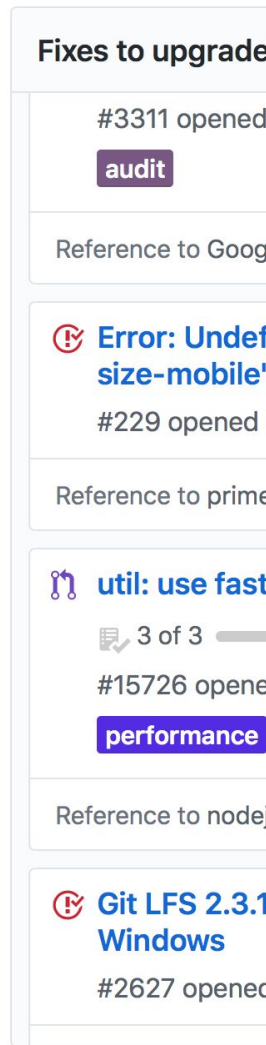 Fixes to upgrade
#3311 opened
audit
Reference to Goog
Error: Undef
size-mobile'
#229 opened
Reference to prime
util: use fast
3 of 3
#15726 opene
performance
Reference to nodej
Git LFS 2.3.1
Windows
#2627 opened